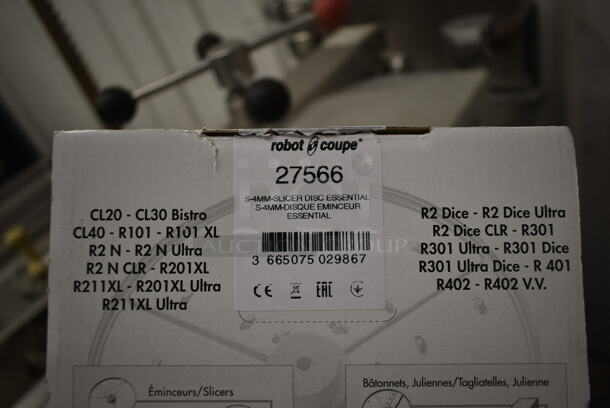 robot coupe®
27566
S-4MM-SLICER DISC ESSENTIAL
S-4MM-DISQUE EMINCEUR
ESSENTIAL
3 665075 029867
CE EAC
CL20 - CL30 Bistro
CL40 - R101 - R101 XL
R2 N - R2 N Ultra
R2 N CLR - R201XL
R211XL - R201XL Ultra
R211XL Ultra
R2 Dice - R2 Dice Ultra
R2 Dice CLR - R301
R301 Ultra - R301 Dice
R301 Ultra Dice - R 401
R402 - R402 V.V.
Éminceurs/Slicers
Bâtonnets, Juliennes/Tagliatelles, Julienne